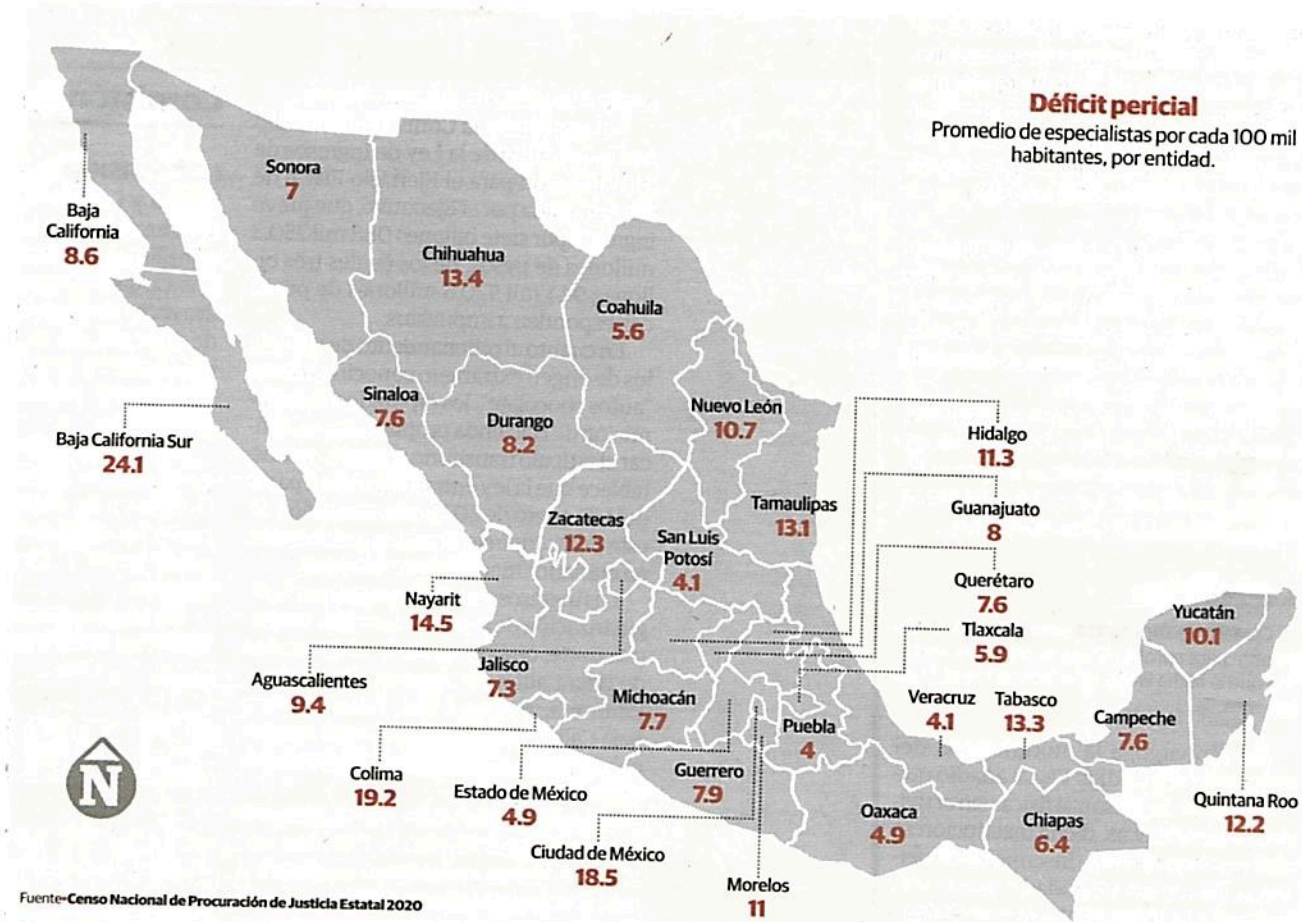 Déficit pericial
Promedio de especialistas por cada 100 mil
habitantes, por entidad.
Baja
California
8.6
Sonora
7
Chihuahua
13.4
Coahuila
5.6
Baja California Sur
24.1
Sinaloa
7.6
Durango
8.2
Nuevo León
10.7
Hidalgo
11.3
Guanajuato
8
Querétaro
7.6
Tlaxcala
5.9
Zacatecas
12.3
San Luis
Potosí
4.1
Tamaulipas
13.1
Nayarit
14.5
Aguascalientes
9.4
Jalisco
7.3
Michoacán
7.7
Colima
19.2
Estado de México
4.9
Ciudad de México
18.5
Morelos
11
Guerrero
7.9
Puebla
4
Veracruz
4.1
Tabasco
13.3
Oaxaca
4.9
Chiapas
6.4
Campeche
7.6
Yucatán
10.1
Quintana Roo
12.2
N
Fuente•Censo Nacional de Procuración de Justicia Estatal 2020